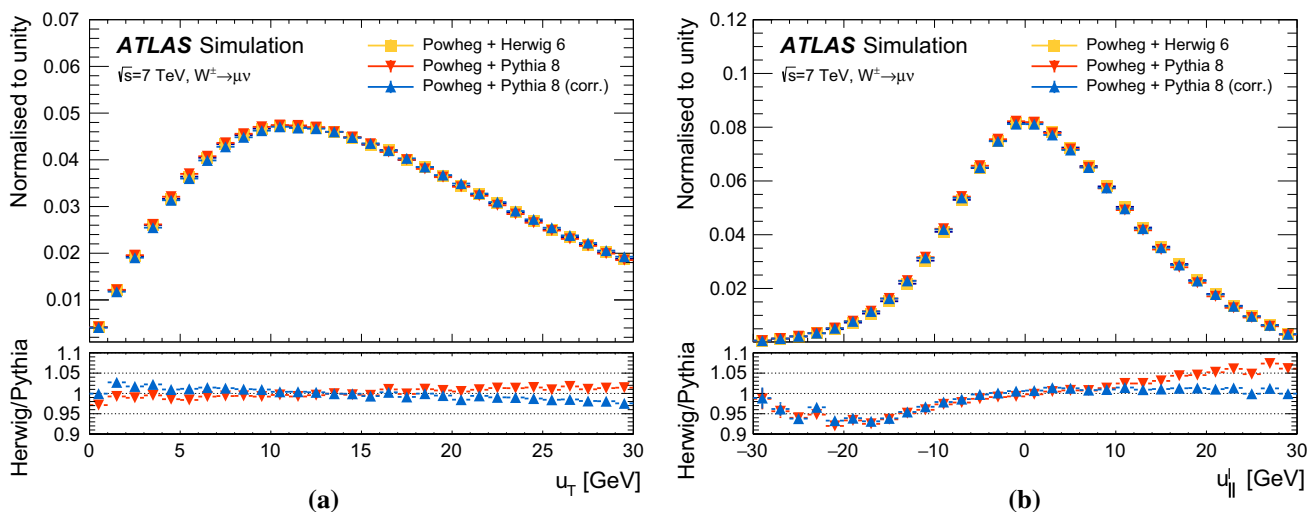 Normalised to unity
0.07
0.06
0.05
0.04
0.03
0.02
0.01
ATLAS Simulation
√s=7 TeV, W±→μν
Powheg + Herwig 6
Powheg + Pythia 8
Powheg + Pythia 8 (corr.)
Herwig/Pythia
1.1
1.05
1
0.95
0.9
0 5 10 15 20 25 30
u_T [GeV]
(a)
Normalised to unity
0.12
0.1
0.08
0.06
0.04
0.02
ATLAS Simulation
√s=7 TeV, W±→μν
Powheg + Herwig 6
Powheg + Pythia 8
Powheg + Pythia 8 (corr.)
Herwig/Pythia
1.1
1.05
1
0.95
0.9
−30 −20 −10 0 10 20 30
u_∥^l [GeV]
(b)